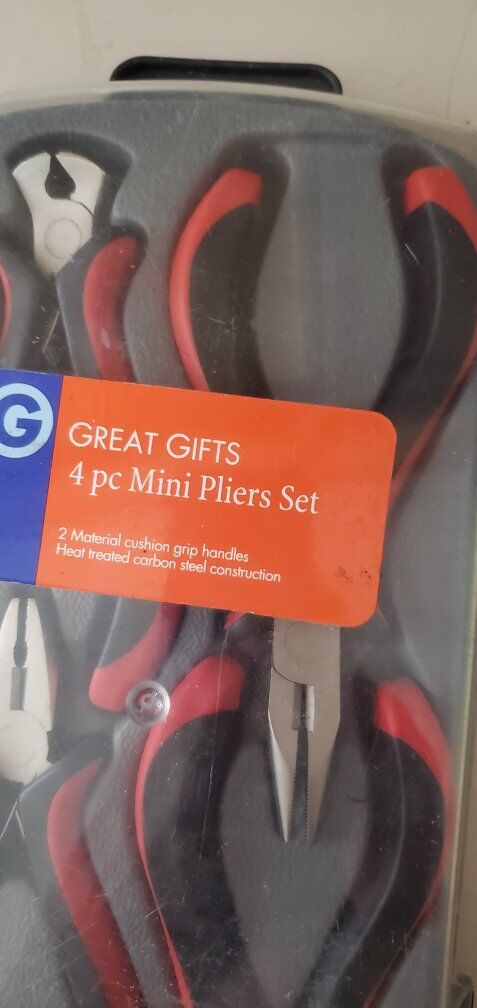 G
GREAT GIFTS
4 pc Mini Pliers Set
2 Material cushion grip handles
Heat treated carbon steel construction